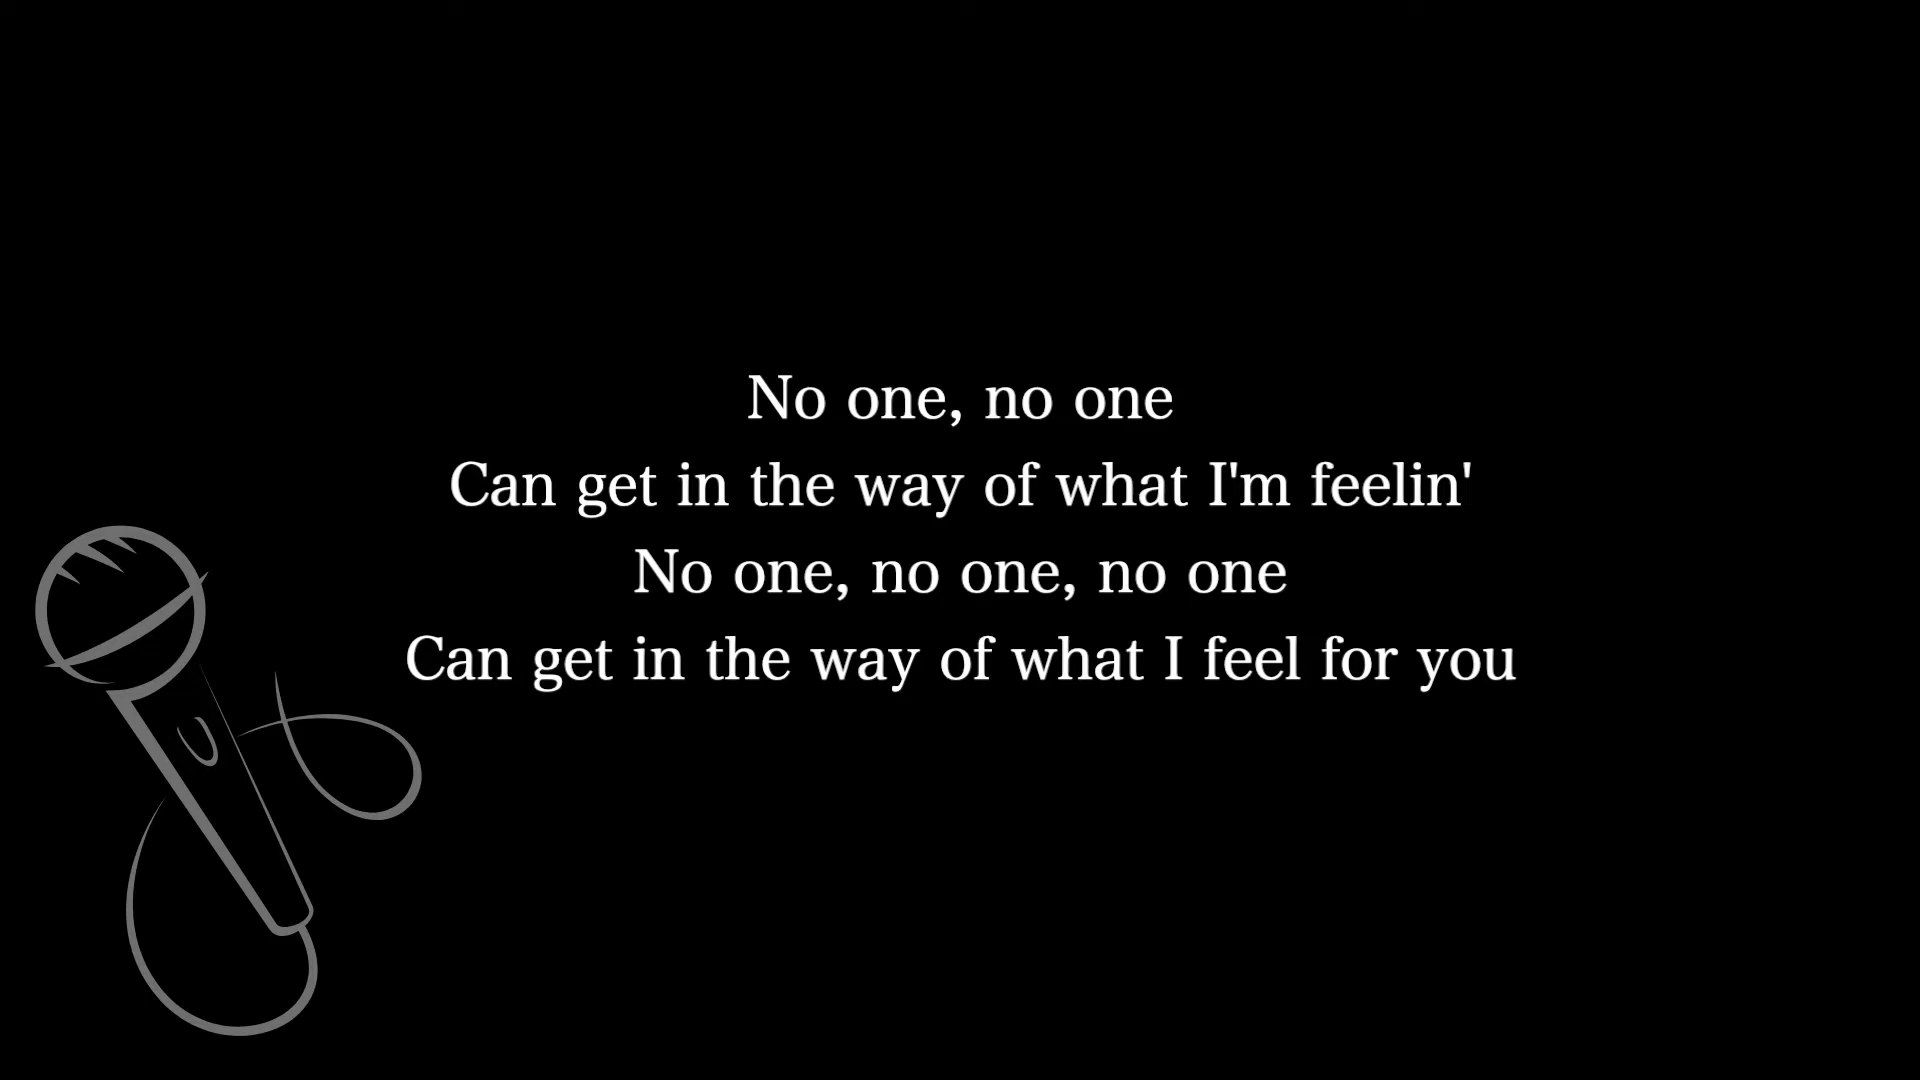 No one, no one
Can get in the way of what I'm feelin'
No one, no one, no one
Can get in the way of what I feel for you